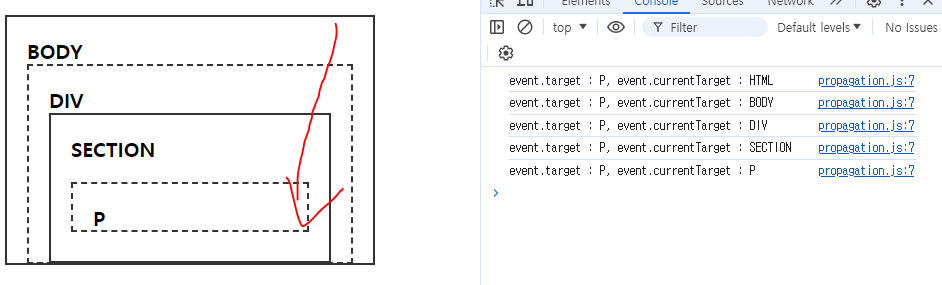 BODY
DIV
SECTION
P
Elements Console Sources Network
top Filter Default levels No Issues
event.target : P, event.currentTarget : HTML propagation.js:7
event.target : P, event.currentTarget : BODY propagation.js:7
event.target : P, event.currentTarget : DIV propagation.js:7
event.target : P, event.currentTarget : SECTION propagation.js:7
event.target : P, event.currentTarget : P propagation.js:7